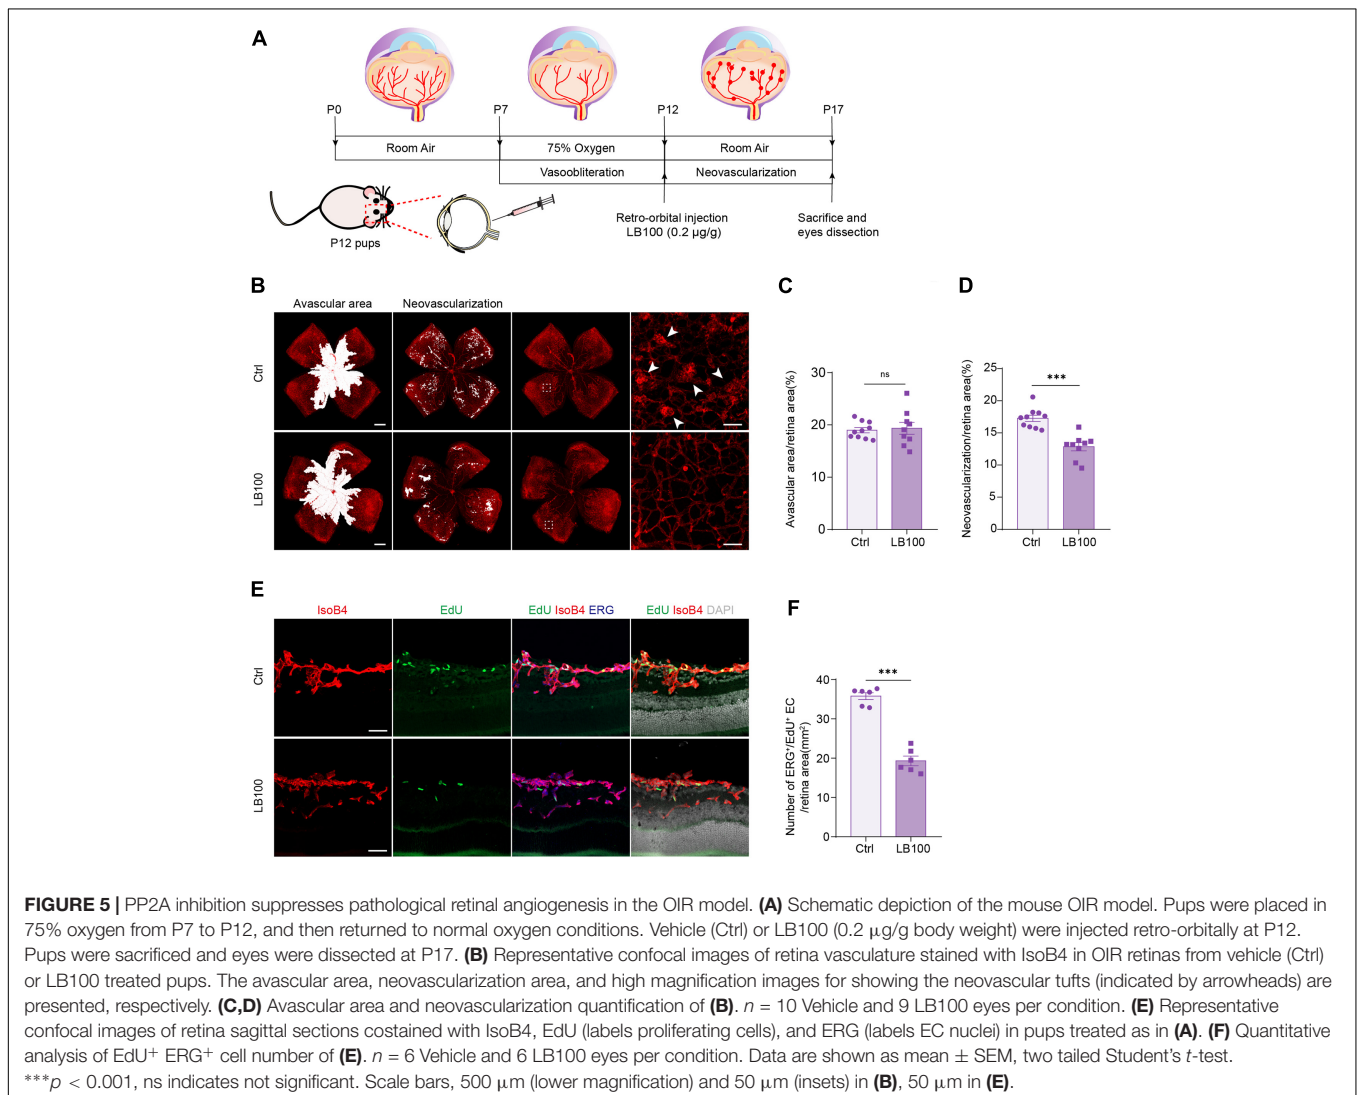 A
P0
P7
P12
P17
Room Air
75% Oxygen
Room Air
Vasoobliteration
Neovascularization
P12 pups
Retro-orbital injection
LB100 (0.2 µg/g)
Sacrifice and
eyes dissection
B
Avascular area
Neovascularization
Ctrl
LB100
C
Avascular area/retina area(%)
30
20
10
0
ns
Ctrl
LB100
D
Neovascularization/retina area(%)
25
20
15
10
5
0
***
Ctrl
LB100
E
IsoB4
EdU
EdU IsoB4 ERG
EdU IsoB4 DAPI
Ctrl
LB100
F
Number of ERG⁺/EdU⁺ EC
/retina area(mm²)
40
30
20
10
0
***
Ctrl
LB100
FIGURE 5 | PP2A inhibition suppresses pathological retinal angiogenesis in the OIR model. (A) Schematic depiction of the mouse OIR model. Pups were placed in
75% oxygen from P7 to P12, and then returned to normal oxygen conditions. Vehicle (Ctrl) or LB100 (0.2 µg/g body weight) were injected retro-orbitally at P12.
Pups were sacrificed and eyes were dissected at P17. (B) Representative confocal images of retina vasculature stained with IsoB4 in OIR retinas from vehicle (Ctrl)
or LB100 treated pups. The avascular area, neovascularization area, and high magnification images for showing the neovascular tufts (indicated by arrowheads) are
presented, respectively. (C,D) Avascular area and neovascularization quantification of (B). n = 10 Vehicle and 9 LB100 eyes per condition. (E) Representative
confocal images of retina sagittal sections costained with IsoB4, EdU (labels proliferating cells), and ERG (labels EC nuclei) in pups treated as in (A). (F) Quantitative
analysis of EdU⁺ ERG⁺ cell number of (E). n = 6 Vehicle and 6 LB100 eyes per condition. Data are shown as mean ± SEM, two tailed Student's t-test.
***p < 0.001, ns indicates not significant. Scale bars, 500 µm (lower magnification) and 50 µm (insets) in (B), 50 µm in (E).